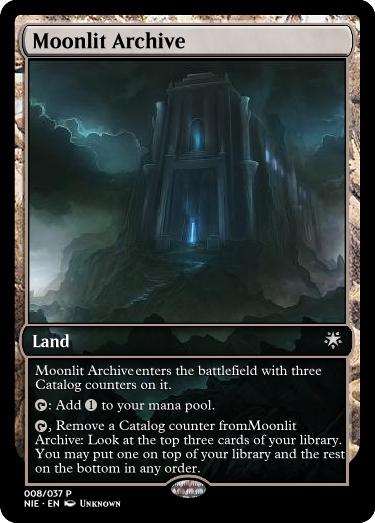 Moonlit Archive
Land
Moonlit Archive enters the battlefield with three
Catalog counters on it.
: Add 1 to your mana pool.
, Remove a Catalog counter fromMoonlit
Archive: Look at the top three cards of your library.
You may put one on top of your library and the rest
on the bottom in any order.
008/037 P
NIE · EN Unknown